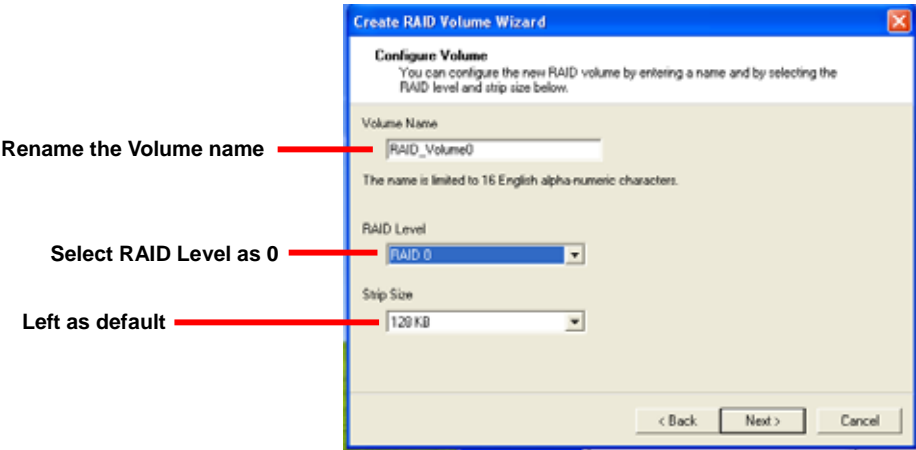 Create RAID Volume Wizard
Configure Volume
You can configure the new RAID volume by entering a name and by selecting the
RAID level and strip size below.
Volume Name
Rename the Volume name
RAID_Volume0
The name is limited to 16 English alpha-numeric characters.
RAID Level
Select RAID Level as 0
RAID 0
Strip Size
Left as default
128 KB
< Back
Next >
Cancel